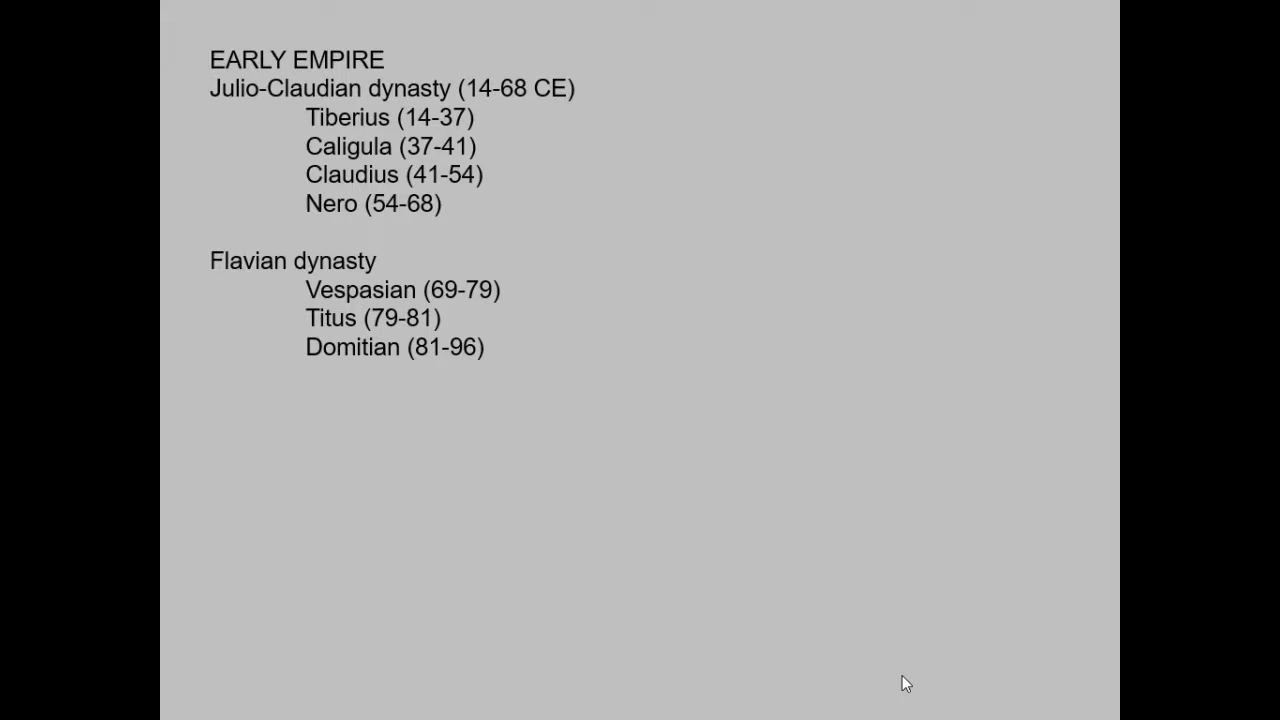 EARLY EMPIRE
Julio-Claudian dynasty (14-68 CE)
Tiberius (14-37)
Caligula (37-41)
Claudius (41-54)
Nero (54-68)
Flavian dynasty
Vespasian (69-79)
Titus (79-81)
Domitian (81-96)